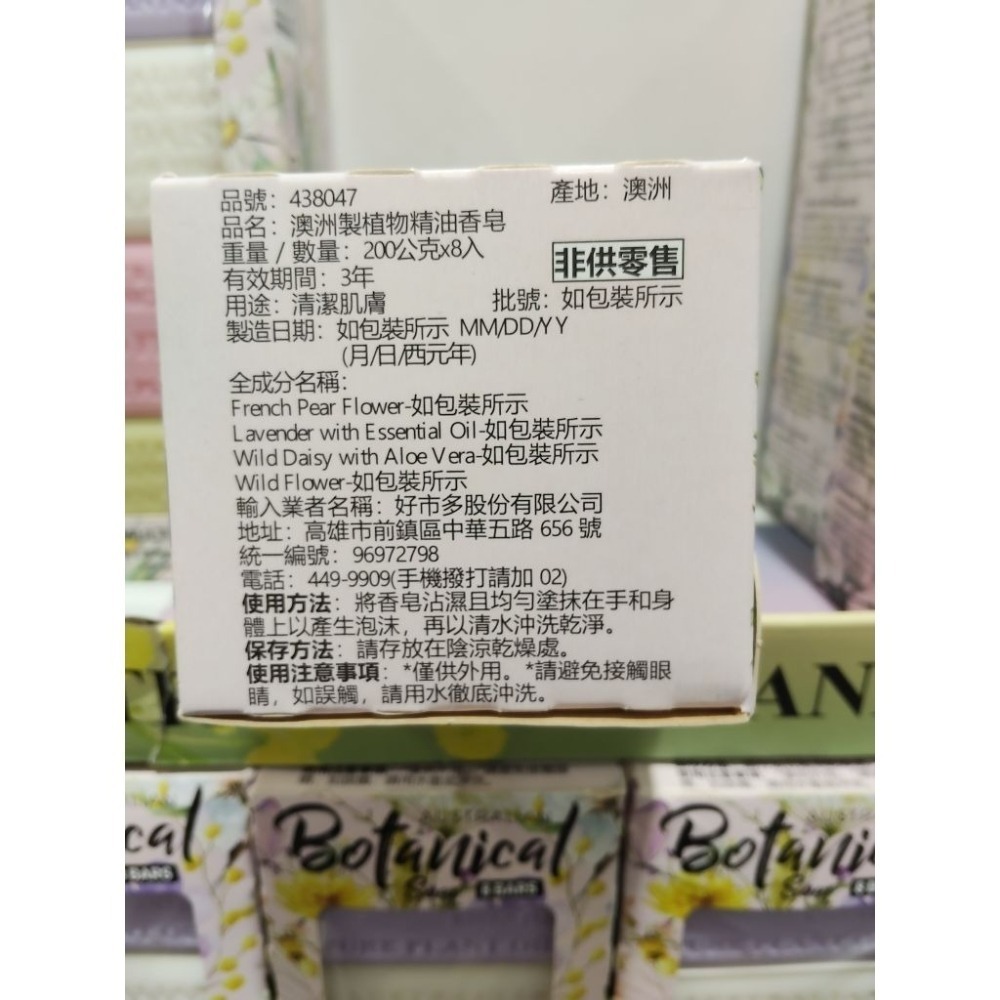 品號：438047 產地：澳洲
品名：澳洲製植物精油香皂
重量 / 數量：200公克x8入
非供零售
有效期間：3年
用途：清潔肌膚 批號：如包裝所示
製造日期：如包裝所示 MM/DD/YY
(月/日/西元年)
全成分名稱：
French Pear Flower-如包裝所示
Lavender with Essential Oil-如包裝所示
Wild Daisy with Aloe Vera-如包裝所示
Wild Flower-如包裝所示
輸入業者名稱：好市多股份有限公司
地址：高雄市前鎮區中華五路 656 號
統一編號：96972798
電話：449-9909(手機撥打請加 02)
使用方法：將香皂沾濕且均勻塗抹在手和身
體上以產生泡沫，再以清水沖洗乾淨。
保存方法：請存放在陰涼乾燥處。
使用注意事項：*僅供外用。*請避免接觸眼
睛，如誤觸，請用水徹底沖洗。
AN
Botanical
Soap 8 BARS